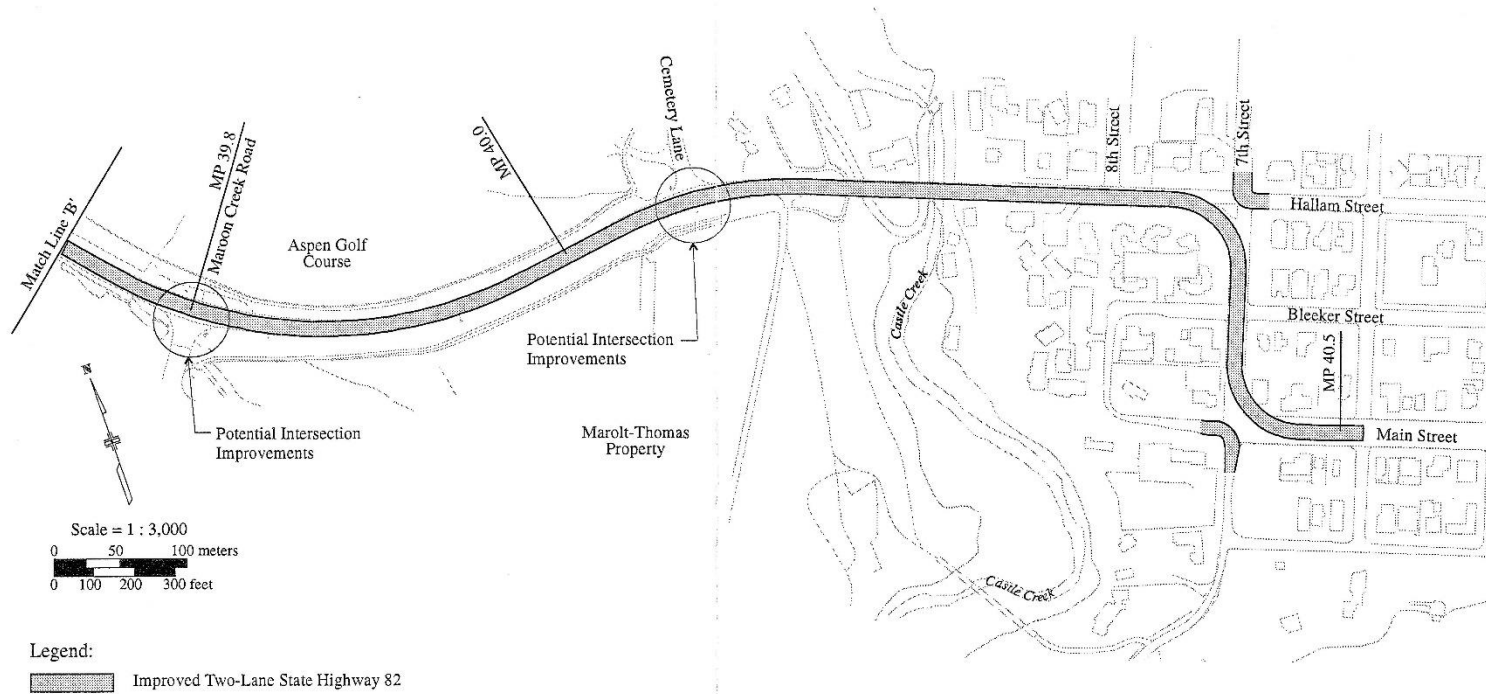 Match Line 'B'
MP 39.8
Maroon Creek Road
Aspen Golf
Course
MP 40.0
Cemetery Lane
8th Street
7th Street
Hallam Street
Bleeker Street
MP 40.5
Main Street
Castle Creek
Potential Intersection
Improvements
Potential Intersection
Improvements
Marolt-Thomas
Property
Castle Creek
N
Scale = 1 : 3,000
0 50 100 meters
0 100 200 300 feet
Legend:
Improved Two-Lane State Highway 82